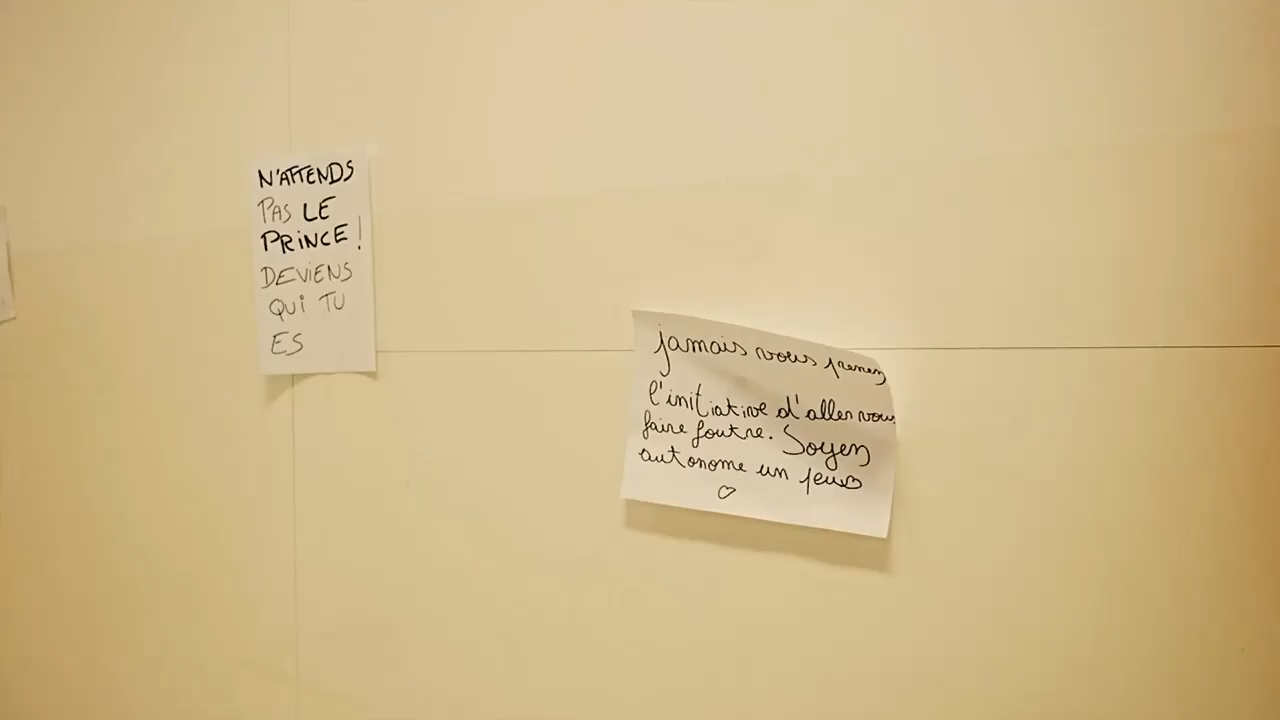 N'ATTENDS
PAS LE
PRINCE !
DEVIENS
QUI TU
ES
jamais vous prenez
l'initiative d'aller vous
faire foutre. Soyez
autonome un peu ♡
♡